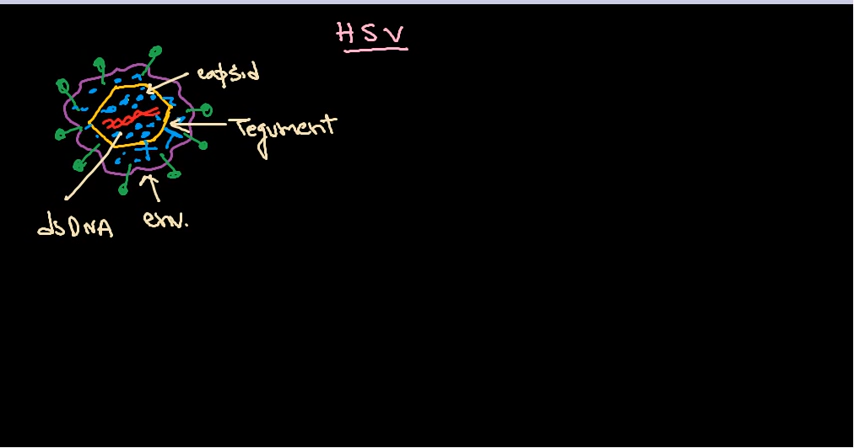 HSV
capsid
Tegument
dsDNA
env.